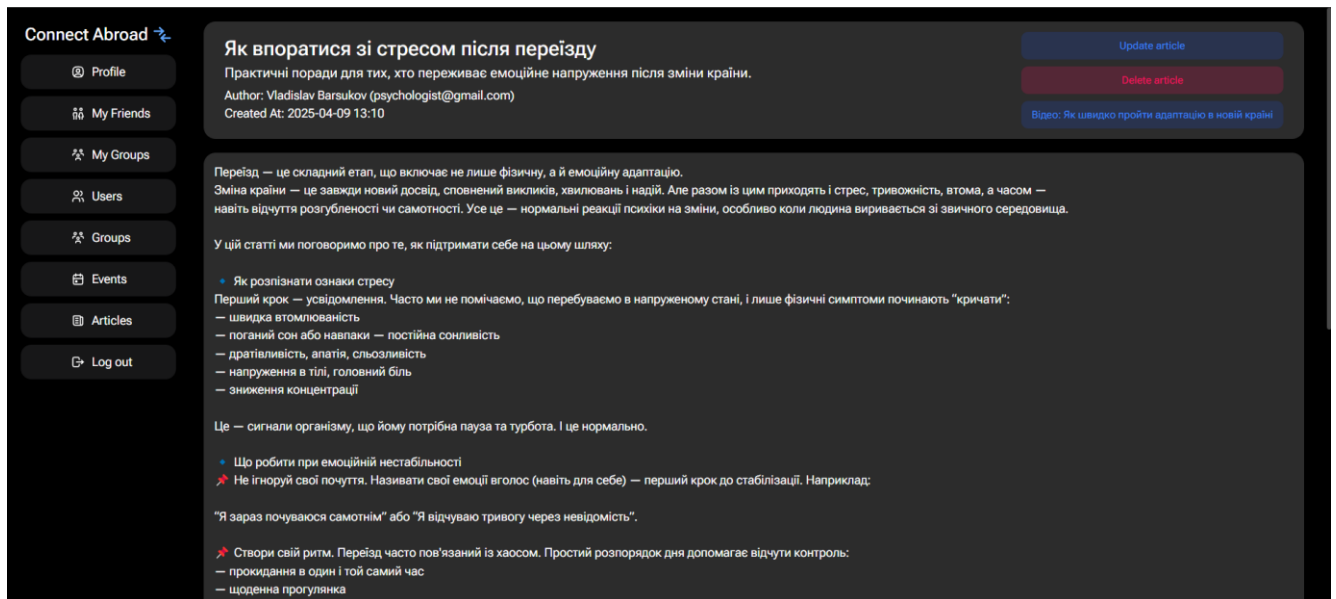 Connect Abroad
Profile
My Friends
My Groups
Users
Groups
Events
Articles
Log out
Як впоратися зі стресом після переїзду
Практичні поради для тих, хто переживає емоційне напруження після зміни країни.
Author: Vladislav Barsukov (psychologist@gmail.com)
Created At: 2025-04-09 13:10
Update article
Delete article
Відео: Як швидко пройти адаптацію в новій країні
Переїзд — це складний етап, що включає не лише фізичну, а й емоційну адаптацію.
Зміна країни — це завжди новий досвід, сповнений викликів, хвилювань і надій. Але разом із цим приходять і стрес, тривожність, втома, а часом —
навіть відчуття розгубленості чи самотності. Усе це — нормальні реакції психіки на зміни, особливо коли людина виривається зі звичного середовища.
У цій статті ми поговоримо про те, як підтримати себе на цьому шляху:
🔹 Як розпізнати ознаки стресу
Перший крок — усвідомлення. Часто ми не помічаємо, що перебуваємо в напруженому стані, і лише фізичні симптоми починають “кричати”:
— швидка втомлюваність
— поганий сон або навпаки — постійна сонливість
— дратівливість, апатія, сльозливість
— напруження в тілі, головний біль
— зниження концентрації
Це — сигнали організму, що йому потрібна пауза та турбота. І це нормально.
🔹 Що робити при емоційній нестабільності
📌 Не ігноруй свої почуття. Називати свої емоції вголос (навіть для себе) — перший крок до стабілізації. Наприклад:
“Я зараз почуваюся самотнім” або “Я відчуваю тривогу через невідомість”.
📌 Створи свій ритм. Переїзд часто пов'язаний із хаосом. Простий розпорядок дня допомагає відчути контроль:
— прокидання в один і той самий час
— щоденна прогулянка